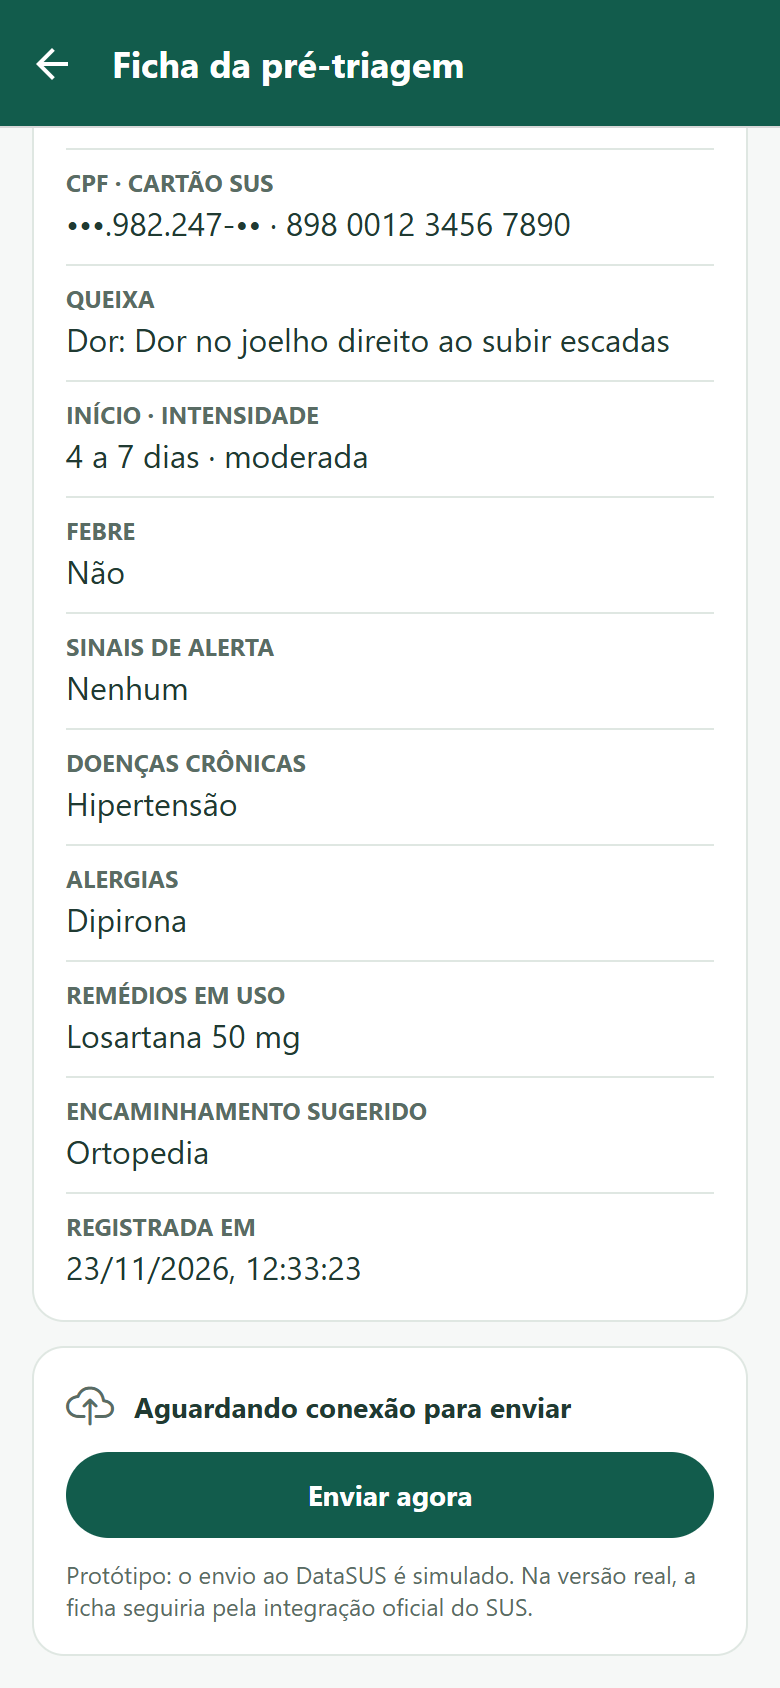 Ficha da pré-triagem
CPF · CARTÃO SUS
•••.982.247-•• · 898 0012 3456 7890
QUEIXA
Dor: Dor no joelho direito ao subir escadas
INÍCIO · INTENSIDADE
4 a 7 dias · moderada
FEBRE
Não
SINAIS DE ALERTA
Nenhum
DOENÇAS CRÔNICAS
Hipertensão
ALERGIAS
Dipirona
REMÉDIOS EM USO
Losartana 50 mg
ENCAMINHAMENTO SUGERIDO
Ortopedia
REGISTRADA EM
23/11/2026, 12:33:23
Aguardando conexão para enviar
Enviar agora
Protótipo: o envio ao DataSUS é simulado. Na versão real, a
ficha seguiria pela integração oficial do SUS.